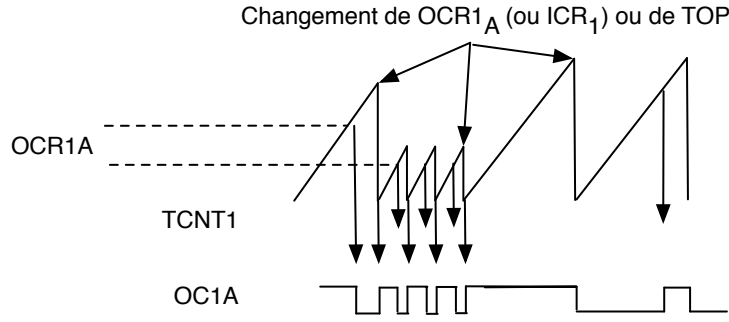 Changement de OCR1A (ou ICR1) ou de TOP
OCR1A
TCNT1
OC1A